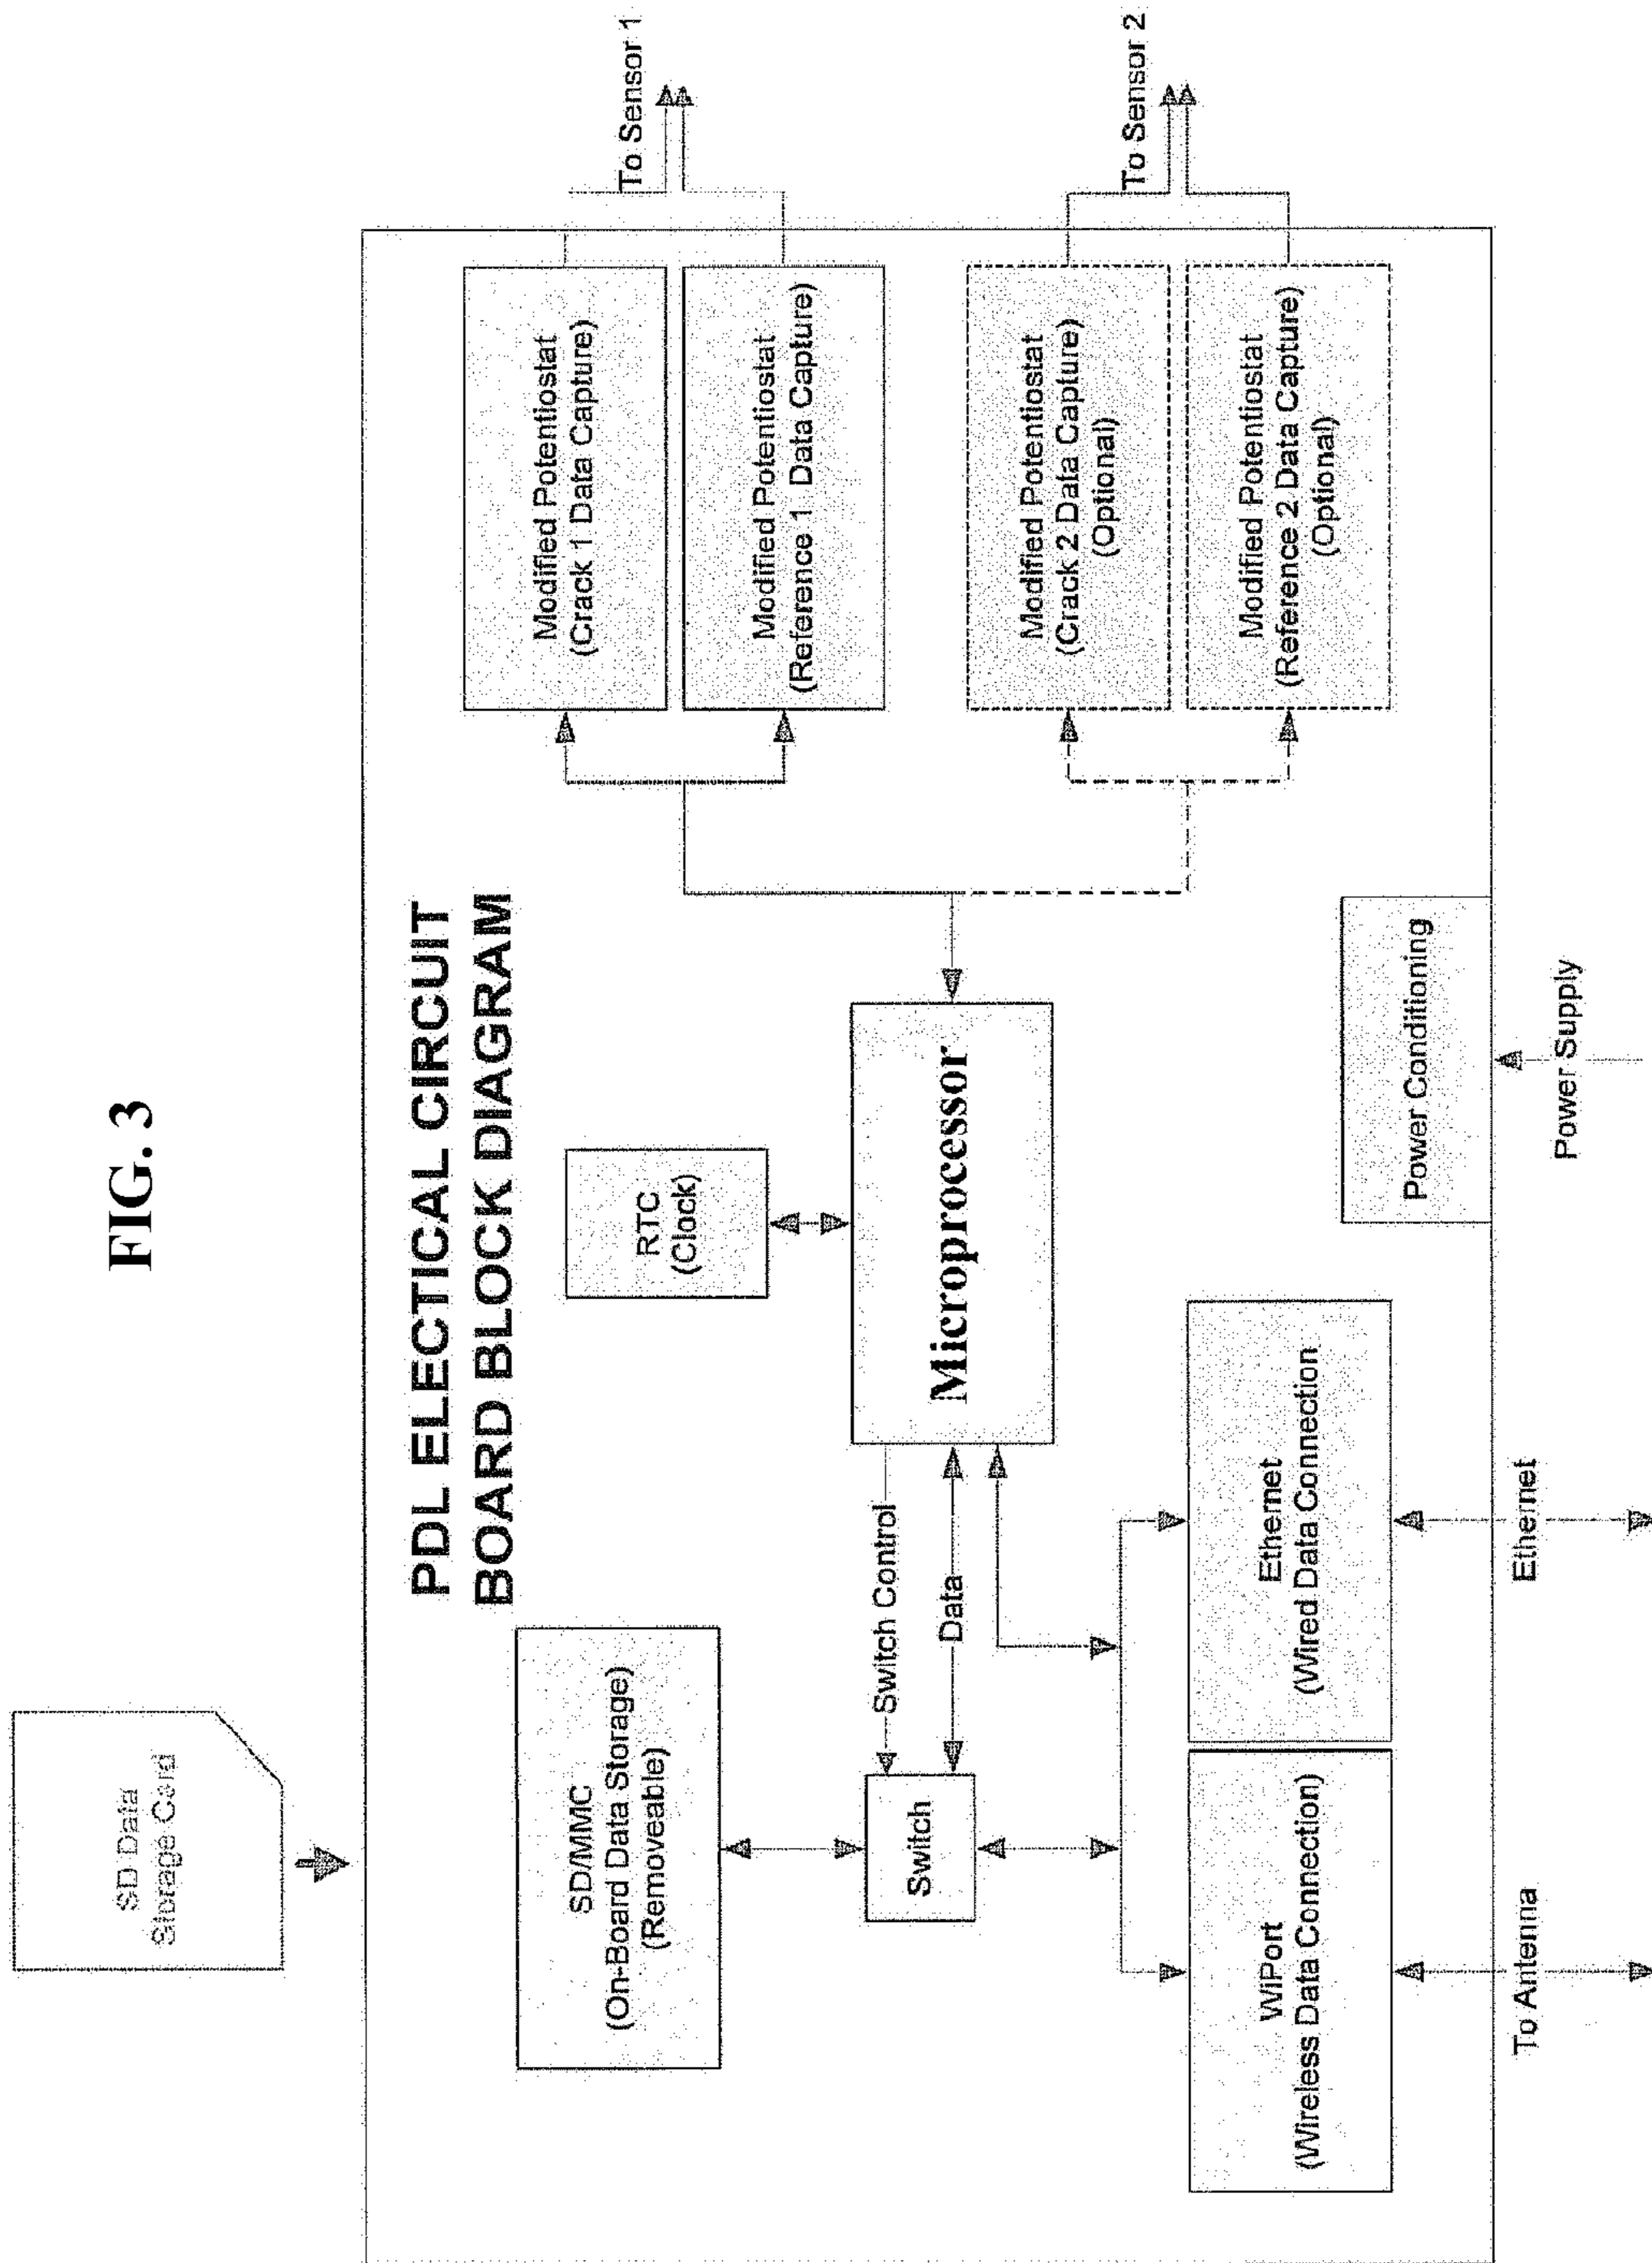 FIG. 3
SD Data
Storage Card
PDL ELECTICAL CIRCUIT
BOARD BLOCK DIAGRAM
SD/MMC
(On-Board Data Storage)
(Removeable)
RTC
(Clock)
Modified Potentiostat
(Crack 1 Data Capture)
To Sensor 1
Modified Potentiostat
(Reference 1 Data Capture)
Switch
Switch Control
Data
Microprocessor
Modified Potentiostat
(Crack 2 Data Capture)
(Optional)
To Sensor 2
Modified Potentiostat
(Reference 2 Data Capture)
(Optional)
WiPort
(Wireless Data Connection)
Ethernet
(Wired Data Connection
Power Conditioning
To Antenna
Ethernet
Power Supply